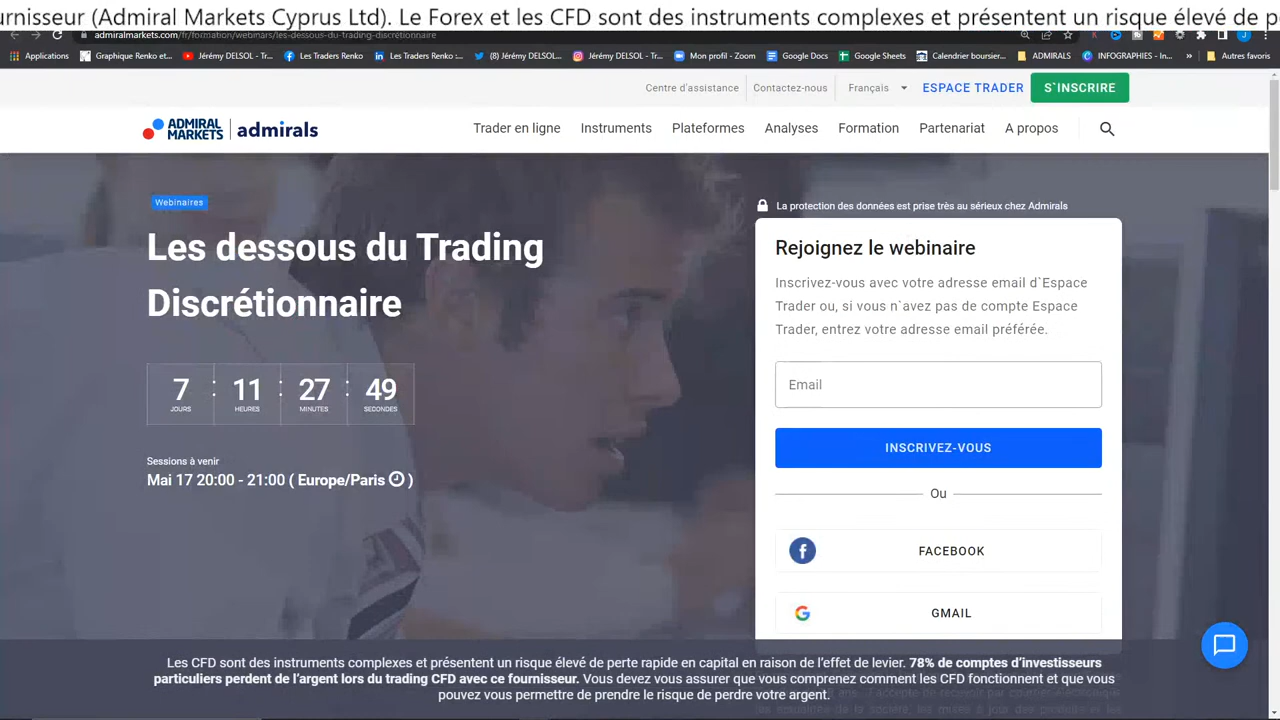 urnisseur (Admiral Markets Cyprus Ltd). Le Forex et les CFD sont des instruments complexes et présentent un risque élevé de p
admiralmarkets.com/fr/formation/webinars/les-dessous-du-trading-discretionnaire
Applications Graphique Renko et... Jérémy DELSOL - Tr... Les Traders Renko Les Traders Renko :... (8) Jérémy DELSOL... Jérémy DELSOL - Tr... Mon profil - Zoom Google Docs Google Sheets Calendrier boursier... ADMIRALS INFOGRAPHIES - In... » Autres favoris
Centre d'assistance Contactez-nous Français ESPACE TRADER S`INSCRIRE
ADMIRAL MARKETS admirals Trader en ligne Instruments Plateformes Analyses Formation Partenariat A propos
Webinaires
Les dessous du Trading
Discrétionnaire
7 : 11 : 27 : 49
JOURS HEURES MINUTES SECONDES
Sessions à venir
Mai 17 20:00 - 21:00 ( Europe/Paris )
La protection des données est prise très au sérieux chez Admirals
Rejoignez le webinaire
Inscrivez-vous avec votre adresse email d`Espace
Trader ou, si vous n`avez pas de compte Espace
Trader, entrez votre adresse email préférée.
Email
INSCRIVEZ-VOUS
Ou
FACEBOOK
GMAIL
Les CFD sont des instruments complexes et présentent un risque élevé de perte rapide en capital en raison de l'effet de levier. 78% de comptes d'investisseurs
particuliers perdent de l'argent lors du trading CFD avec ce fournisseur. Vous devez vous assurer que vous comprenez comment les CFD fonctionnent et que vous
pouvez vous permettre de prendre le risque de perdre votre argent.